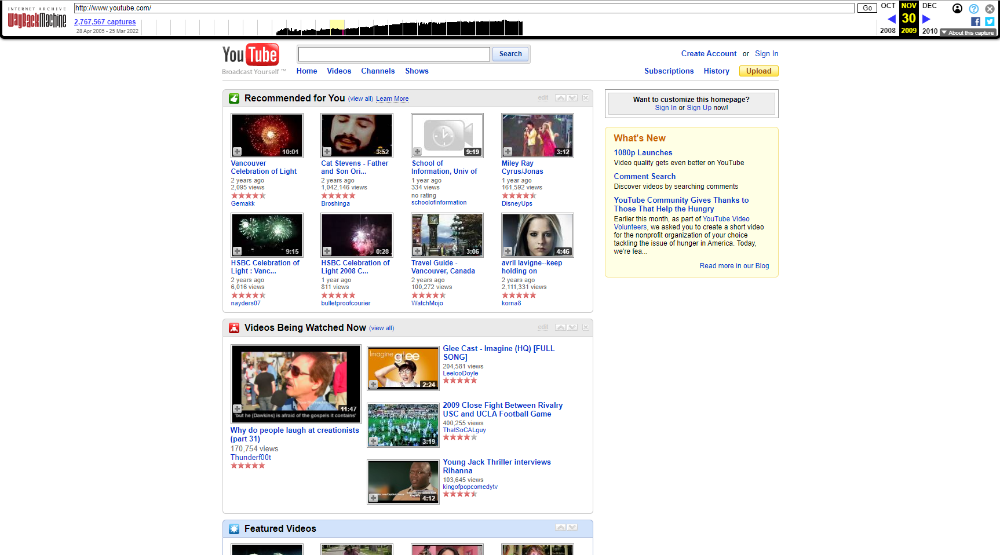 INTERNET ARCHIVE
WayBackMachine
http://www.youtube.com/
Go
OCT
NOV
DEC
2,767,567 captures
30
28 Apr 2005 - 25 Mar 2022
2008
2009
2010
About this capture
YouTube
Broadcast Yourself ™
Search
Create Account or Sign In
Home Videos Channels Shows
Subscriptions History Upload
Recommended for You (view all) Learn More
edit
10:01
Vancouver
Celebration of Light
2 years ago
2,095 views
Gemakk
3:52
Cat Stevens - Father
and Son Ori...
2 years ago
1,042,146 views
Broshinga
9:19
School of
Information, Univ of
1 year ago
334 views
no rating
schoolofinformation
3:12
Miley Ray
Cyrus/Jonas
1 year ago
161,592 views
DisneyUps
9:15
HSBC Celebration of
Light : Vanc...
2 years ago
6,016 views
nayders07
0:28
HSBC Celebration of
Light 2008 C...
1 year ago
811 views
bulletproofcourier
3:06
Travel Guide -
Vancouver, Canada
2 years ago
100,272 views
WatchMojo
4:46
avril lavigne--keep
holding on
2 years ago
2,111,331 views
korna8
Videos Being Watched Now (view all)
edit
11:47
"but he (Dawkins) is afraid of the gospels it contains"
Why do people laugh at creationists
(part 31)
170,754 views
Thunderf00t
Imagine glee
2:24
Glee Cast - Imagine (HQ) [FULL
SONG]
204,581 views
LeelooDoyle
3:19
2009 Close Fight Between Rivalry
USC and UCLA Football Game
400,255 views
ThatSoCALguy
4:12
Young Jack Thriller interviews
Rihanna
103,645 views
kingofpopcomedytv
Featured Videos
Want to customize this homepage?
Sign In or Sign Up now!
What's New
1080p Launches
Video quality gets even better on YouTube
Comment Search
Discover videos by searching comments
YouTube Community Gives Thanks to
Those That Help the Hungry
Earlier this month, as part of YouTube Video
Volunteers, we asked you to create a short video
for the nonprofit organization of your choice
tackling the issue of hunger in America. Today,
we're fea...
Read more in our Blog